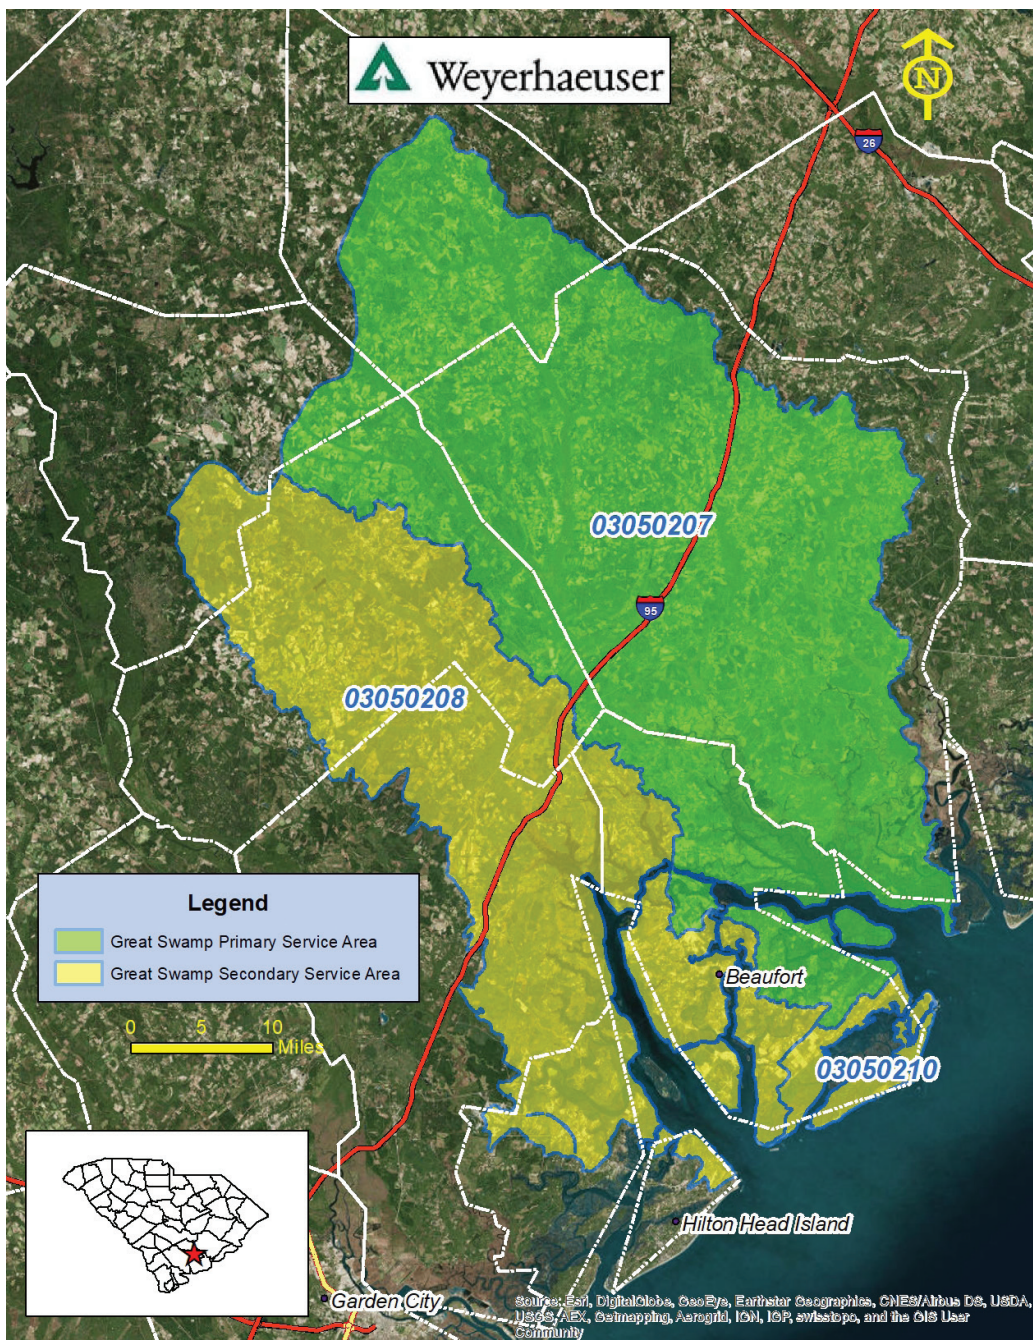 Weyerhaeuser
N
26
03050207
95
03050208
Legend
Great Swamp Primary Service Area
Great Swamp Secondary Service Area
Beaufort
0 5 10
Miles
03050210
Hilton Head Island
Garden City
Source: Esri, DigitalGlobe, GeoEye, Earthstar Geographics, CNES/Airbus DS, USDA,
USGS, AEX, Getmapping, Aerogrid, IGN, IGP, swisstopo, and the GIS User
Community